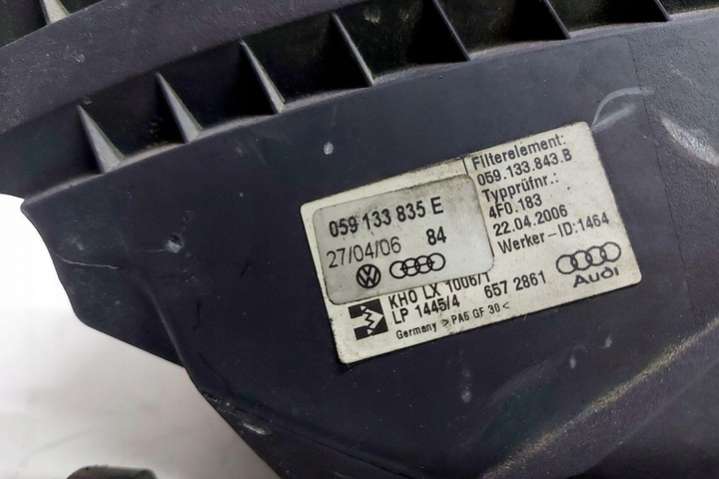 059 133 835 E
27/04/06 84
Filterelement:
059.133.843.B
Typprüfnr.:
4F0.183
22.04.2006
Werker-ID:1464
KHO LX 1006/1
LP 1445/4 657 2861
Germany >PA6 GF 30<
Audi